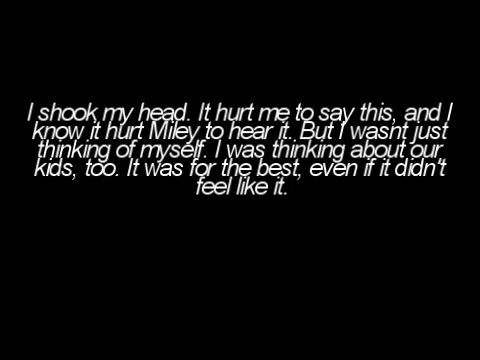 I shook my head. It hurt me to say this, and I
know it hurt Miley to hear it. But I wasnt just
thinking of myself. I was thinking about our
kids, too. It was for the best, even if it didn't
feel like it.